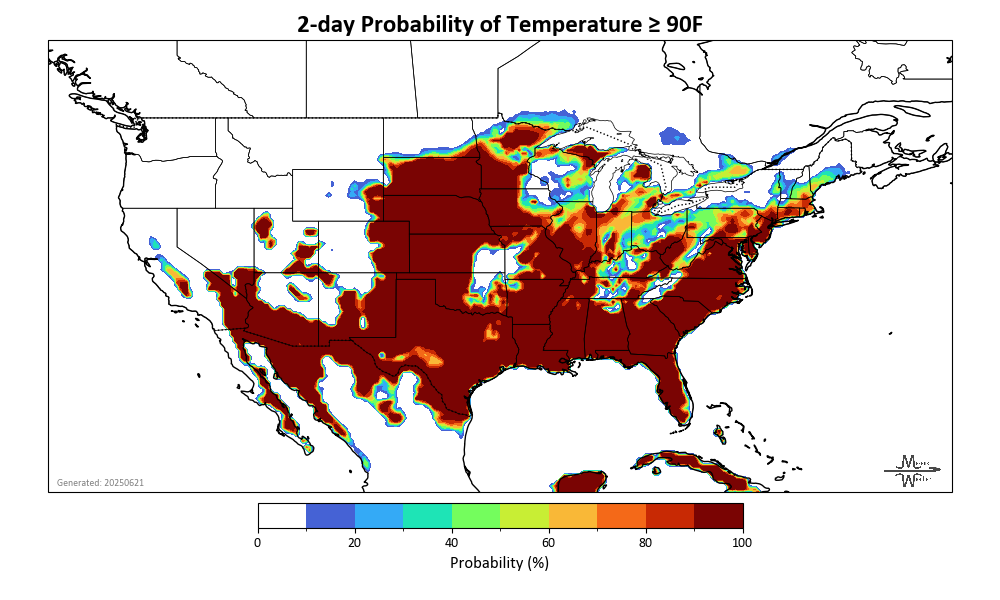 2-day Probability of Temperature ≥ 90F
Generated: 20250621
0 20 40 60 80 100
Probability (%)